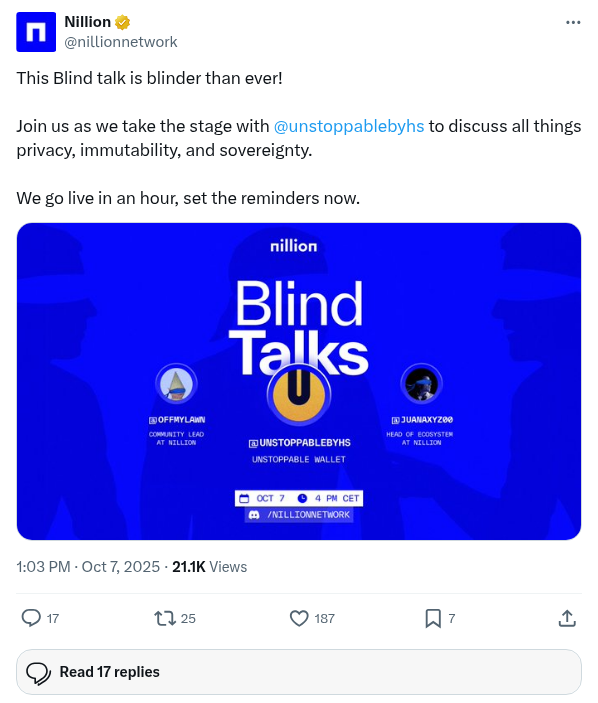 Nillion
@nillionnetwork
This Blind talk is blinder than ever!
Join us as we take the stage with @unstoppablebyhs to discuss all things
privacy, immutability, and sovereignty.
We go live in an hour, set the reminders now.
nillion
Blind
Talks
U
@OFFMYLAWN
COMMUNITY LEAD
AT NILLION
@UNSTOPPABLEBYHS
UNSTOPPABLE WALLET
@JUANAXYZ00
HEAD OF ECOSYSTEM
AT NILLION
OCT 7 4 PM CET
/NILLIONNETWORK
1:03 PM · Oct 7, 2025 · 21.1K Views
17 25 187 7
Read 17 replies